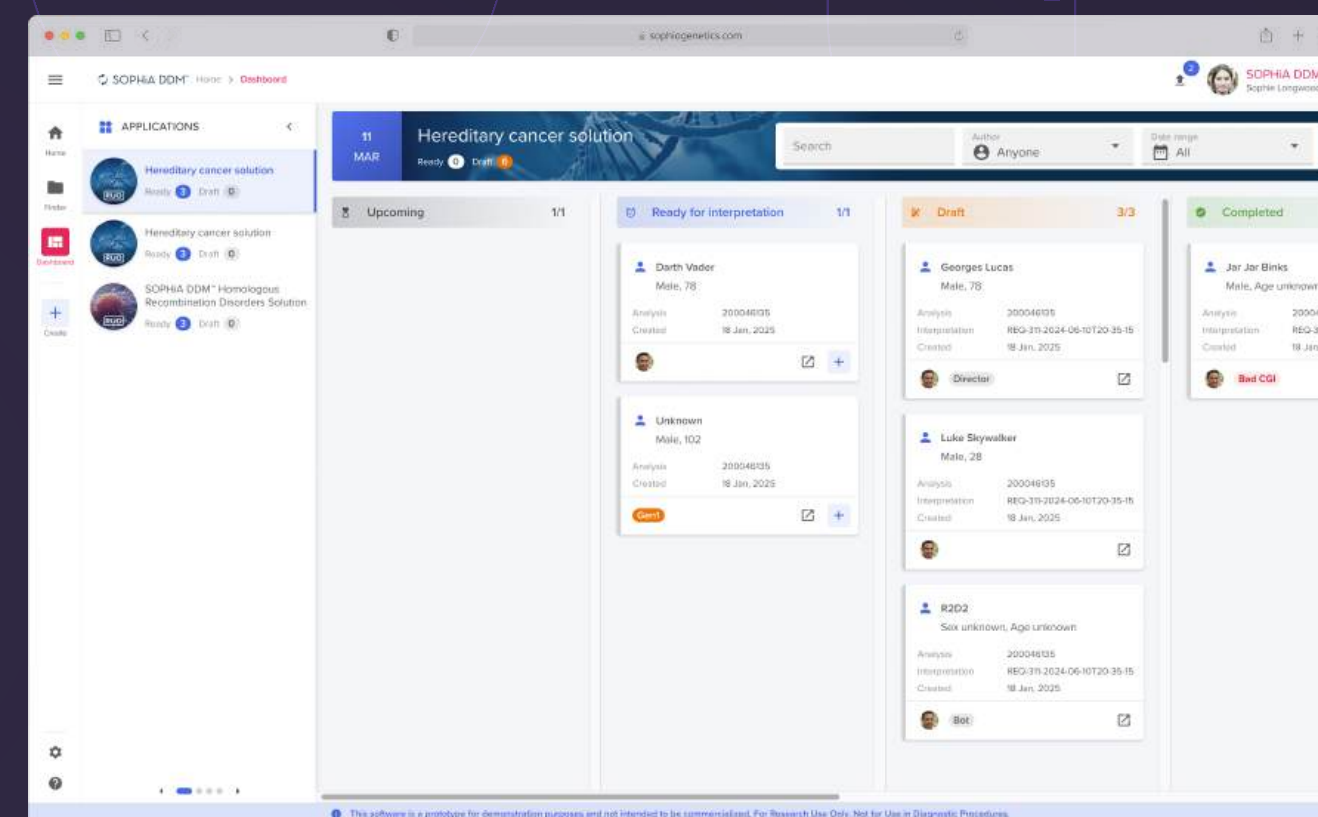 sophiagenetics.com
SOPHiA DDM™ Home > Dashboard
2
SOPHiA DDM
Sophie Longwood
Home
Finder
Dashboard
Create
APPLICATIONS
Hereditary cancer solution
RUO
Ready 3 Draft 0
Hereditary cancer solution
RUO
Ready 3 Draft 0
SOPHiA DDM™ Homologous
Recombination Disorders Solution
RUO
Ready 3 Draft 0
11
MAR
Hereditary cancer solution
Ready 0 Draft
Search
Author
Anyone
Date range
All
Upcoming 1/1
Ready for interpretation 1/1
Darth Vader
Male, 78
Analysis 200046135
Created 18 Jan, 2025
Unknown
Male, 102
Analysis 200046135
Created 18 Jan, 2025
Draft 3/3
Georges Lucas
Male, 78
Analysis 200046135
Interpretation REQ-311-2024-06-10T20-35-15
Created 18 Jan, 2025
Director
Luke Skywalker
Male, 28
Analysis 200046135
Interpretation REQ-311-2024-06-10T20-35-15
Created 18 Jan, 2025
R2D2
Sex unknown, Age unknown
Analysis 200046135
Interpretation REQ-311-2024-06-10T20-35-15
Created 18 Jan, 2025
Bot
Completed
Jar Jar Binks
Male, Age unknown
Analysis
Interpretation
Created 18 Jan
Bad CGI
This software is a prototype for demonstration purposes and not intended to be commercialized. For Research Use Only. Not for Use in Diagnostic Procedures.